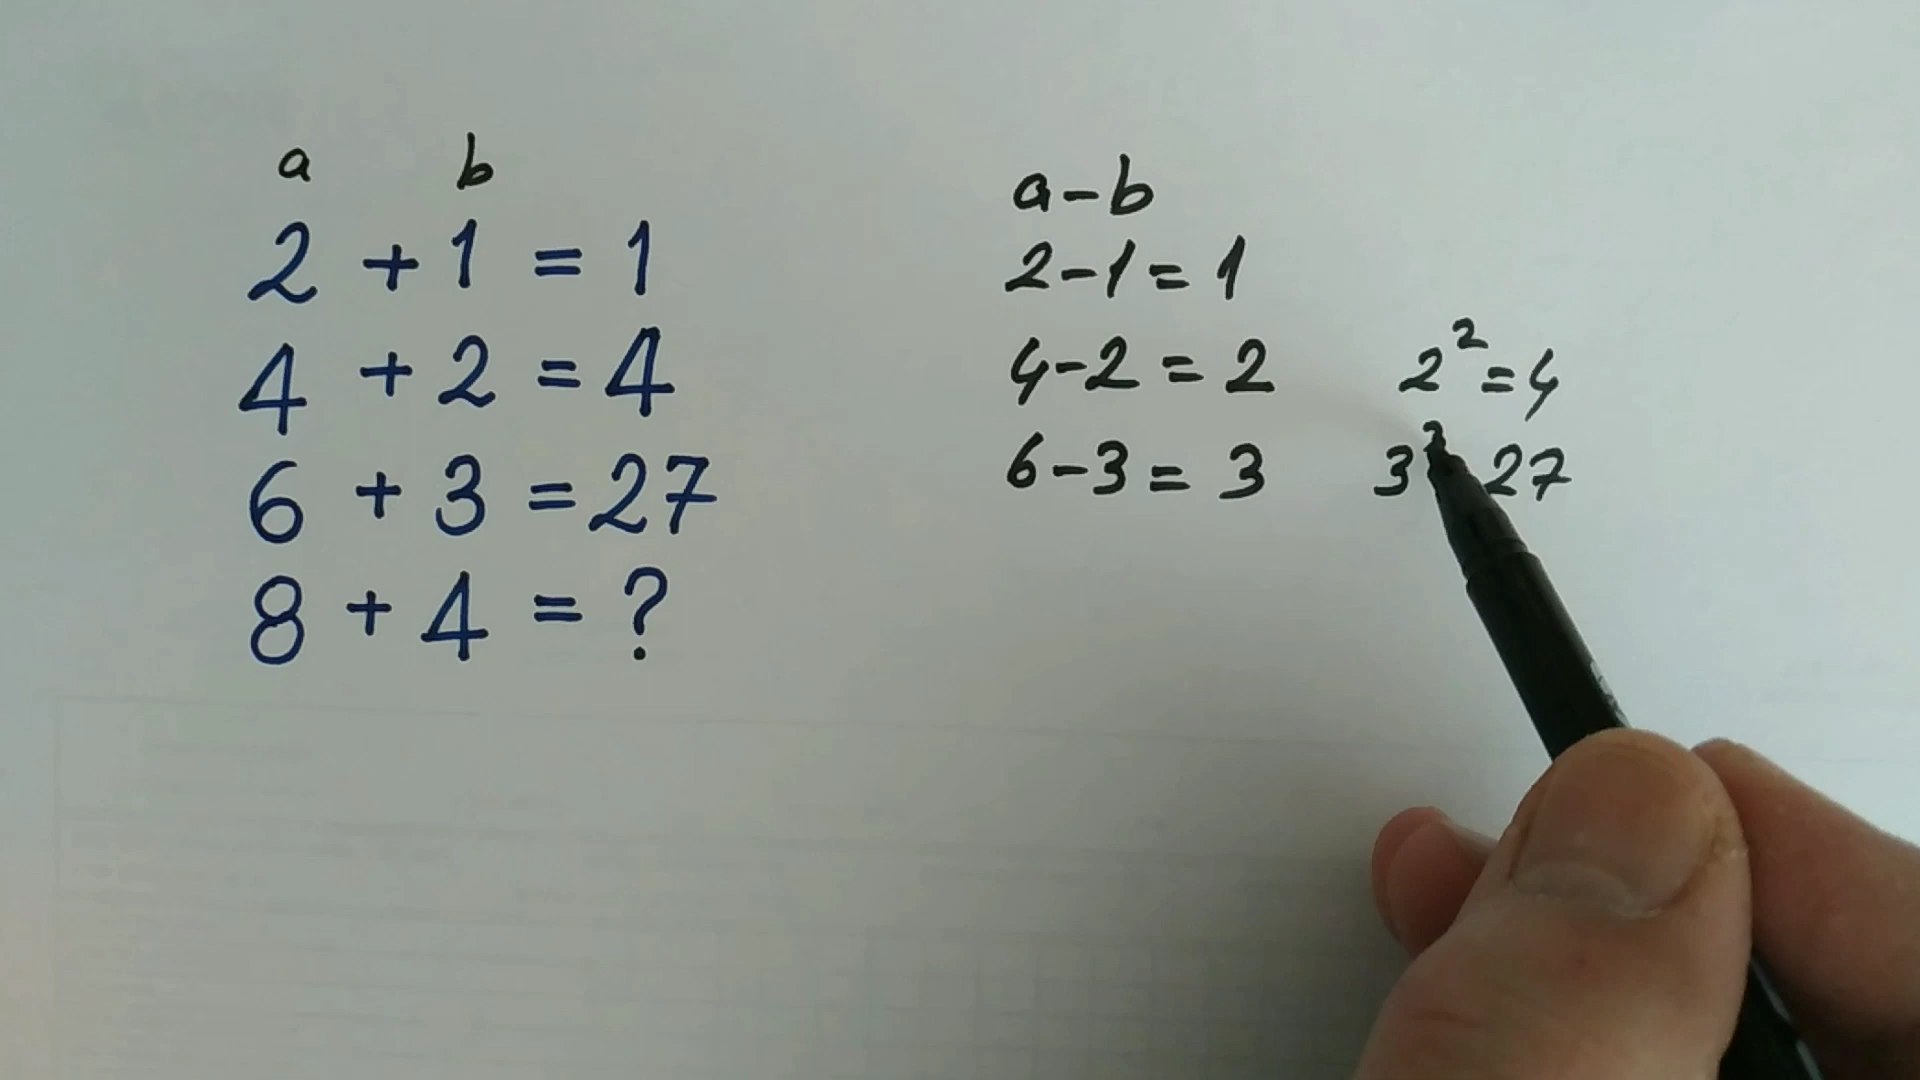 a b
2 + 1 = 1
4 + 2 = 4
6 + 3 = 27
8 + 4 = ?
a-b
2-1 = 1
4-2 = 2
6-3 = 3
2² = 4
3³ 27